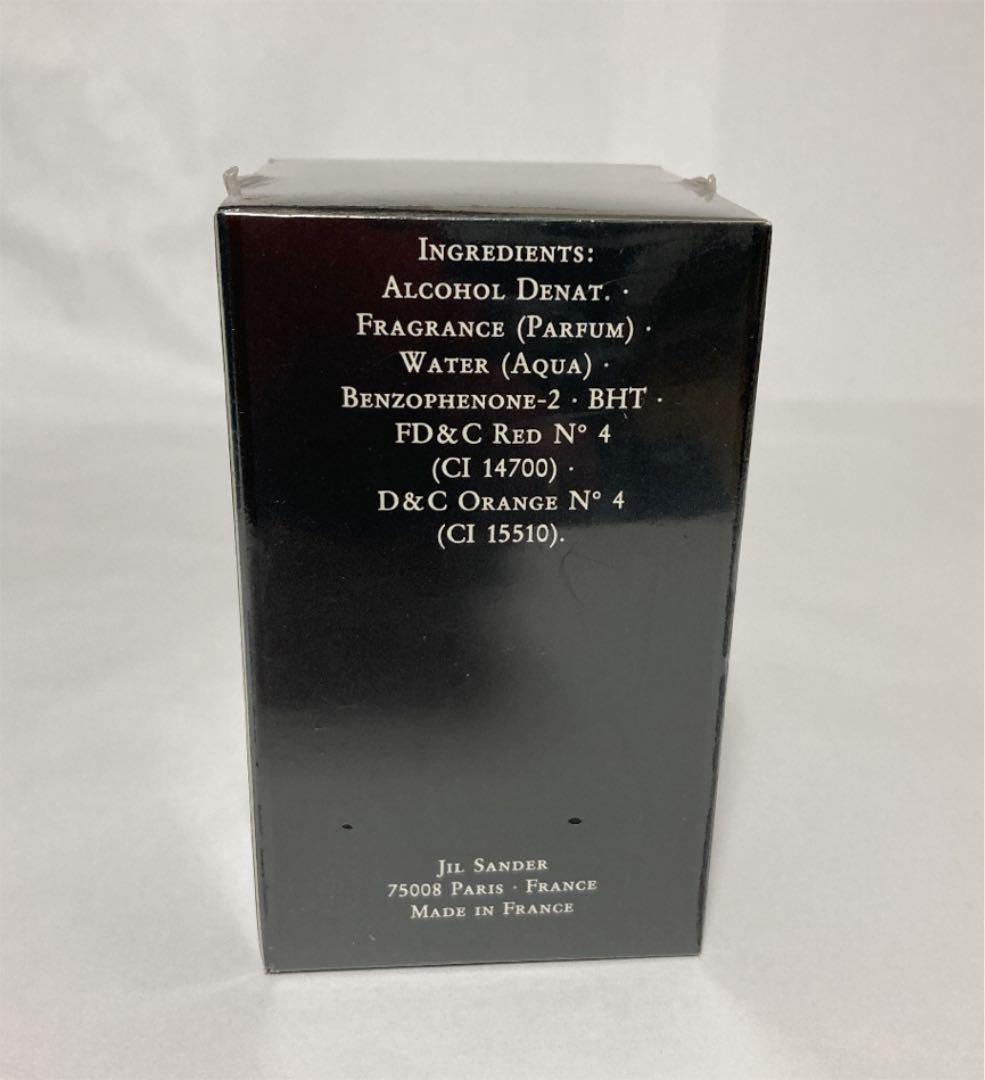 Ingredients:
Alcohol Denat. ·
Fragrance (Parfum) ·
Water (Aqua) ·
Benzophenone-2 · BHT ·
FD&C Red N° 4
(CI 14700) ·
D&C Orange N° 4
(CI 15510).
Jil Sander
75008 Paris · France
Made in France